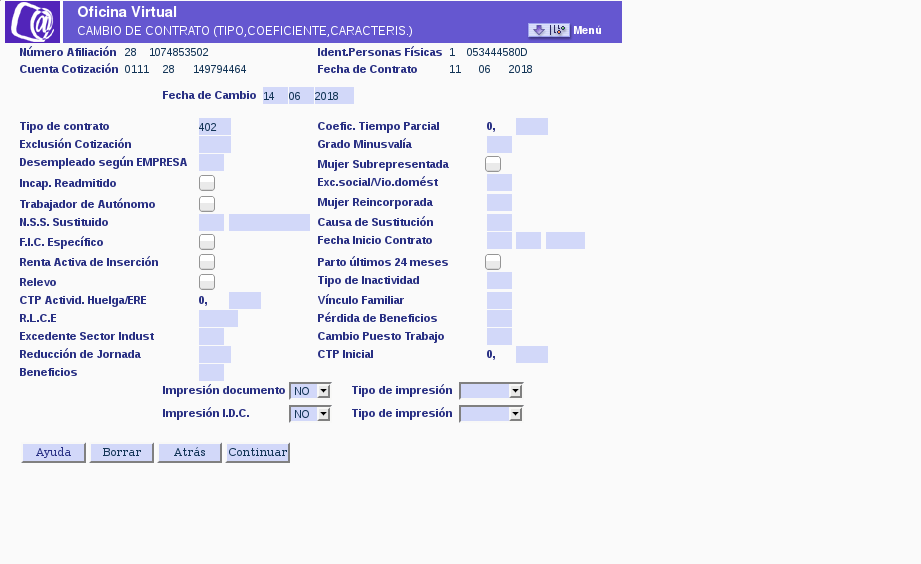 Oficina Virtual
CAMBIO DE CONTRATO (TIPO,COEFICIENTE,CARACTERIS.)
Menú
Número Afiliación 28 1074853502 Ident.Personas Físicas 1 053444580D
Cuenta Cotización 0111 28 149794464 Fecha de Contrato 11 06 2018
Fecha de Cambio 14 06 2018
Tipo de contrato 402 Coefic. Tiempo Parcial 0,
Exclusión Cotización Grado Minusvalía
Desempleado según EMPRESA Mujer Subrepresentada
Incap. Readmitido Exc.social/Vio.domést
Trabajador de Autónomo Mujer Reincorporada
N.S.S. Sustituido Causa de Sustitución
F.I.C. Específico Fecha Inicio Contrato
Renta Activa de Inserción Parto últimos 24 meses
Relevo Tipo de Inactividad
CTP Activid. Huelga/ERE 0, Vínculo Familiar
R.L.C.E Pérdida de Beneficios
Excedente Sector Indust Cambio Puesto Trabajo
Reducción de Jornada CTP Inicial 0,
Beneficios
Impresión documento NO Tipo de impresión
Impresión I.D.C. NO Tipo de impresión
Ayuda Borrar Atrás Continuar